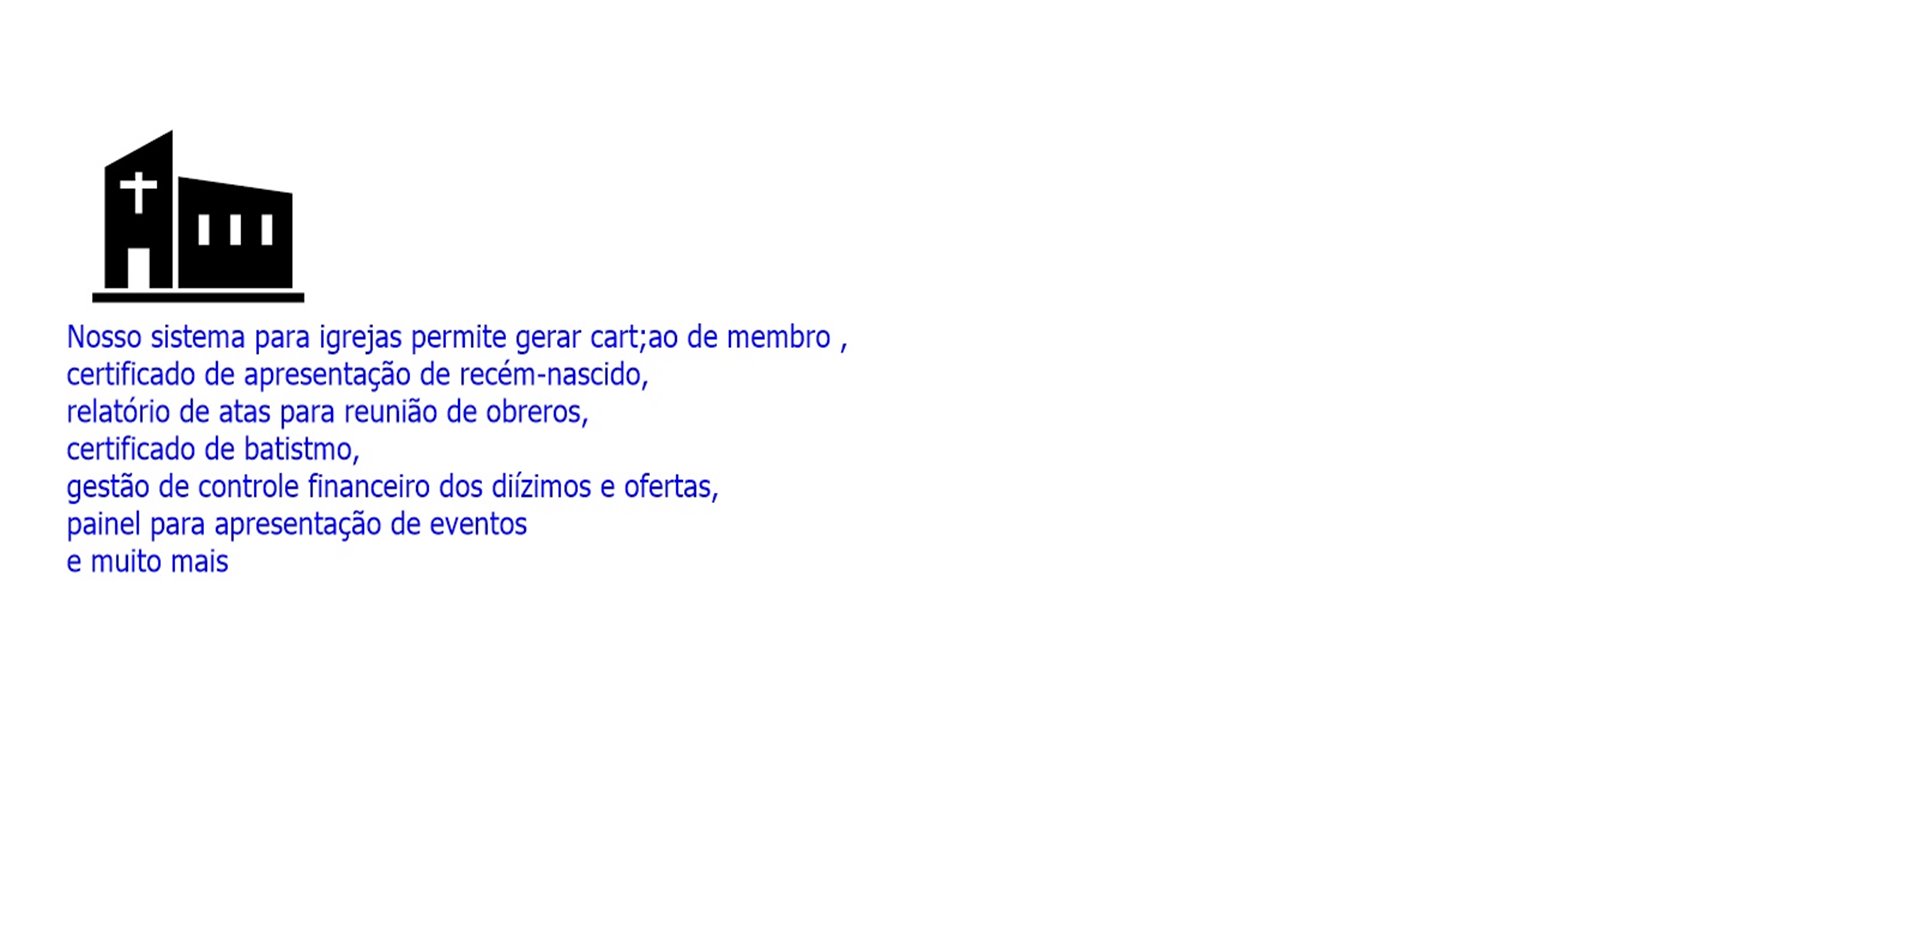 Nosso sistema para igrejas permite gerar cart;ao de membro ,
certificado de apresentação de recém-nascido,
relatório de atas para reunião de obreros,
certificado de batistmo,
gestão de controle financeiro dos diízimos e ofertas,
painel para apresentação de eventos
e muito mais